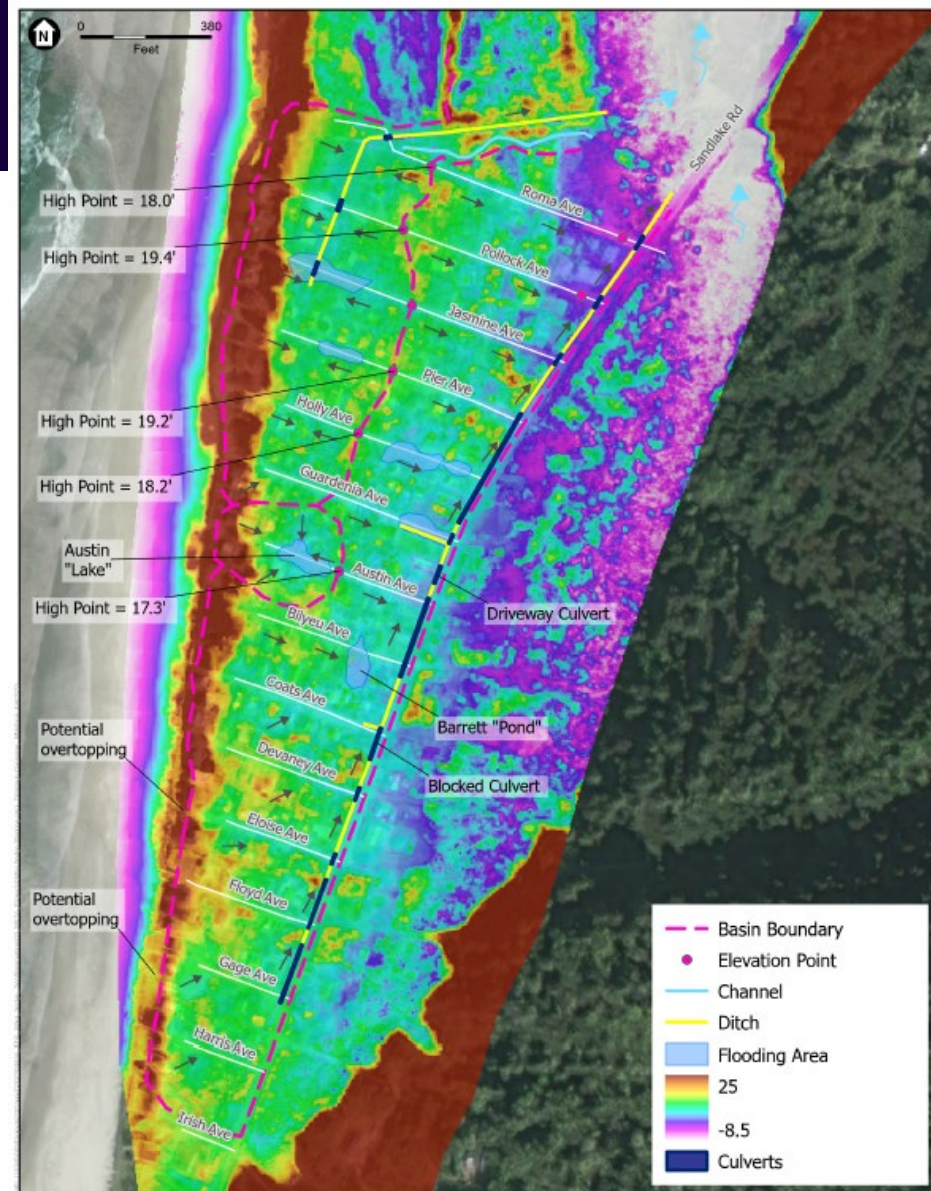 N
0 380
Feet
Sandlake Rd
High Point = 18.0'
Roma Ave
High Point = 19.4'
Pollock Ave
Jasmine Ave
Pier Ave
High Point = 19.2'
Holly Ave
High Point = 18.2'
Guardenia Ave
Austin
"Lake"
Austin Ave
High Point = 17.3'
Driveway Culvert
Bilyeu Ave
Coats Ave
Barrett "Pond"
Potential
overtopping
Devaney Ave
Blocked Culvert
Eloise Ave
Floyd Ave
Potential
overtopping
Gage Ave
Harris Ave
Irish Ave
Basin Boundary
Elevation Point
Channel
Ditch
Flooding Area
25
-8.5
Culverts